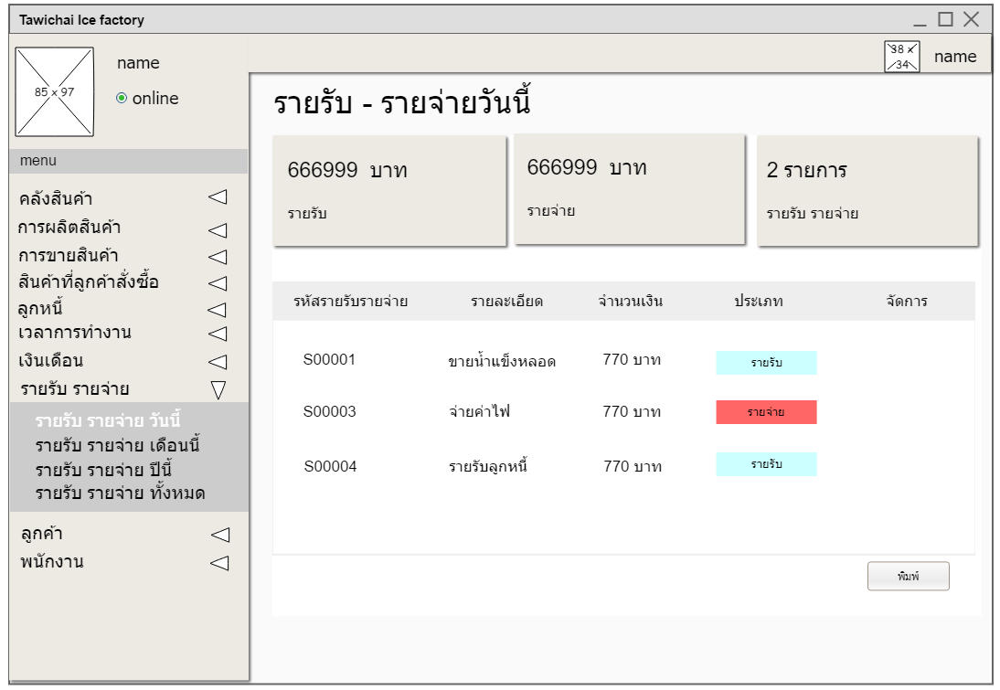 Tawichai Ice factory
38 x 34
name
85 x 97
name
online
menu
คลังสินค้า
การผลิตสินค้า
การขายสินค้า
สินค้าที่ลูกค้าสั่งซื้อ
ลูกหนี้
เวลาการทำงาน
เงินเดือน
รายรับ รายจ่าย
รายรับ รายจ่าย วันนี้
รายรับ รายจ่าย เดือนนี้
รายรับ รายจ่าย ปีนี้
รายรับ รายจ่าย ทั้งหมด
ลูกค้า
พนักงาน
รายรับ - รายจ่ายวันนี้
666999 บาท
รายรับ
666999 บาท
รายจ่าย
2 รายการ
รายรับ รายจ่าย
รหัสรายรับรายจ่าย รายละเอียด จำนวนเงิน ประเภท จัดการ
S00001 ขายน้ำแข็งหลอด 770 บาท รายรับ
S00003 จ่ายค่าไฟ 770 บาท รายจ่าย
S00004 รายรับลูกหนี้ 770 บาท รายรับ
พิมพ์